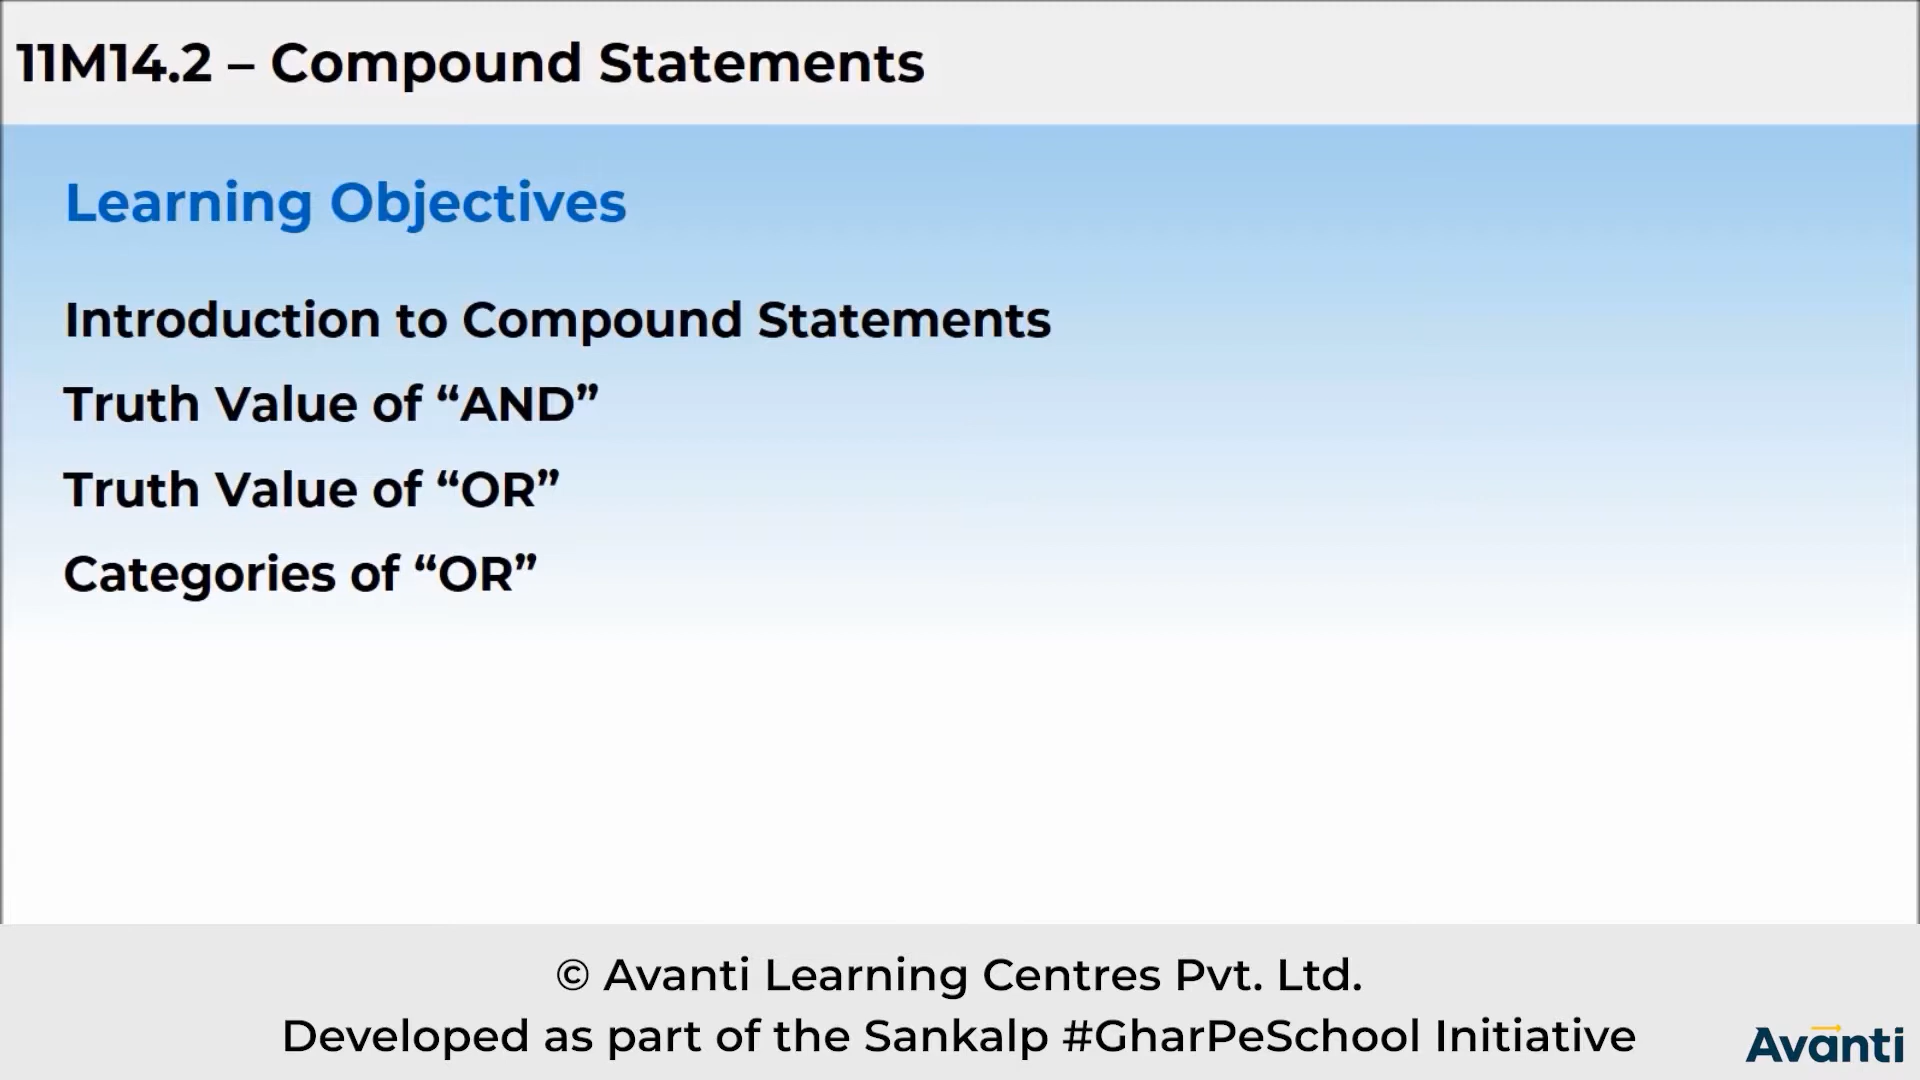 11M14.2 – Compound Statements
Learning Objectives
Introduction to Compound Statements
Truth Value of “AND”
Truth Value of “OR”
Categories of “OR”
© Avanti Learning Centres Pvt. Ltd.
Developed as part of the Sankalp #GharPeSchool Initiative
Avanti